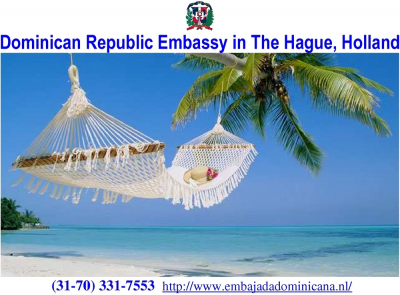 Dominican Republic Embassy in The Hague, Holland
(31-70) 331-7553 http://www.embajadadominicana.nl/